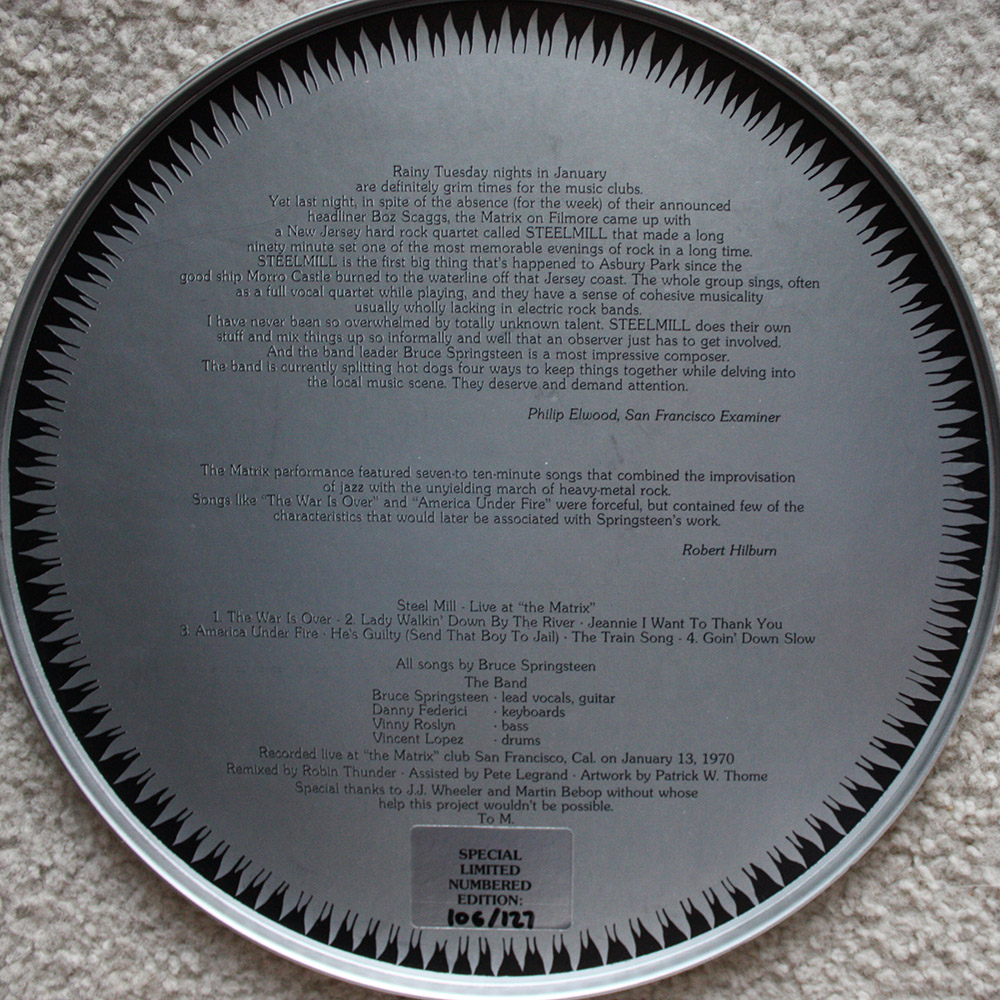 Rainy Tuesday nights in January
are definitely grim times for the music clubs.
Yet last night, in spite of the absence (for the week) of their announced
headliner Boz Scaggs, the Matrix on Filmore came up with
a New Jersey hard rock quartet called STEELMILL that made a long
ninety minute set one of the most memorable evenings of rock in a long time.
STEELMILL is the first big thing that's happened to Asbury Park since the
good ship Morro Castle burned to the waterline off that Jersey coast. The whole group sings, often
as a full vocal quartet while playing, and they have a sense of cohesive musicality
usually wholly lacking in electric rock bands.
I have never been so overwhelmed by totally unknown talent. STEELMILL does their own
stuff and mix things up so informally and well that an observer just has to get involved.
And the band leader Bruce Springsteen is a most impressive composer.
The band is currently splitting hot dogs four ways to keep things together while delving into
the local music scene. They deserve and demand attention.
Philip Elwood, San Francisco Examiner
The Matrix performance featured seven-to ten-minute songs that combined the improvisation
of jazz with the unyielding march of heavy-metal rock.
Songs like "The War Is Over" and "America Under Fire" were forceful, but contained few of the
characteristics that would later be associated with Springsteen's work.
Robert Hilburn
Steel Mill - Live at "the Matrix"
1. The War Is Over · 2. Lady Walkin' Down By The River · Jeannie I Want To Thank You
3. America Under Fire · He's Guilty (Send That Boy To Jail) · The Train Song · 4. Goin' Down Slow
All songs by Bruce Springsteen
The Band
Bruce Springsteen · lead vocals, guitar
Danny Federici · keyboards
Vinny Roslyn · bass
Vincent Lopez · drums
Recorded live at "the Matrix" club San Francisco, Cal. on January 13, 1970
Remixed by Robin Thunder · Assisted by Pete Legrand · Artwork by Patrick W. Thome
Special thanks to J.J. Wheeler and Martin Bebop without whose
help this project wouldn't be possible.
To M.
SPECIAL
LIMITED
NUMBERED
EDITION:
106/127